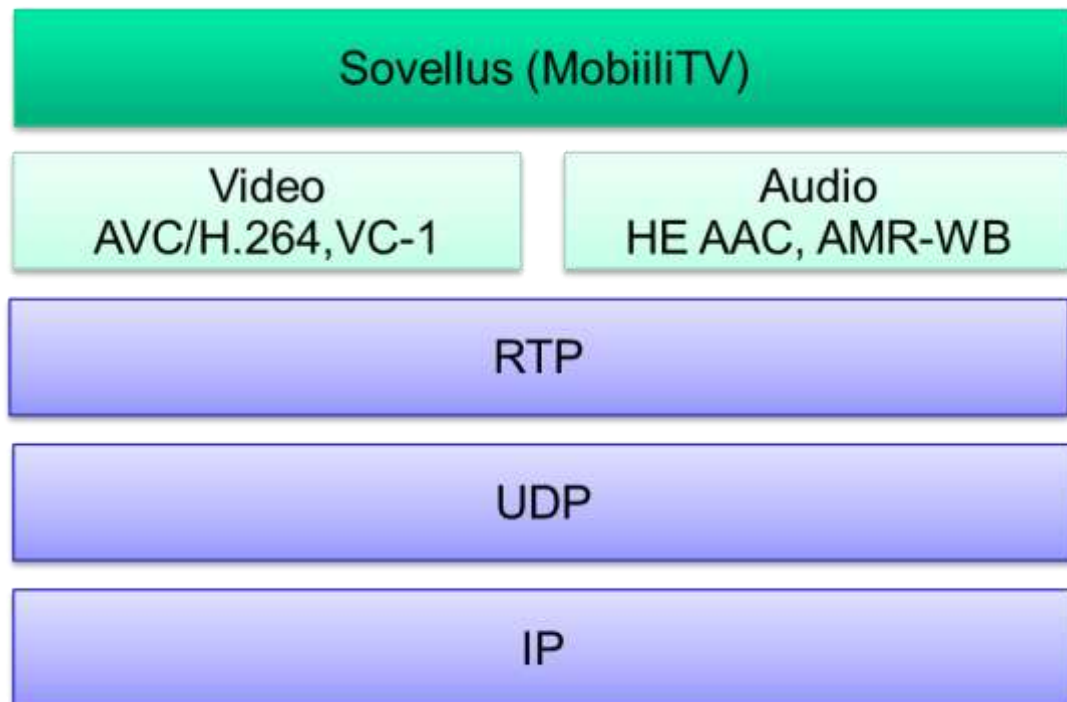 Sovellus (MobiiliTV)
Video
AVC/H.264,VC-1
Audio
HE AAC, AMR-WB
RTP
UDP
IP